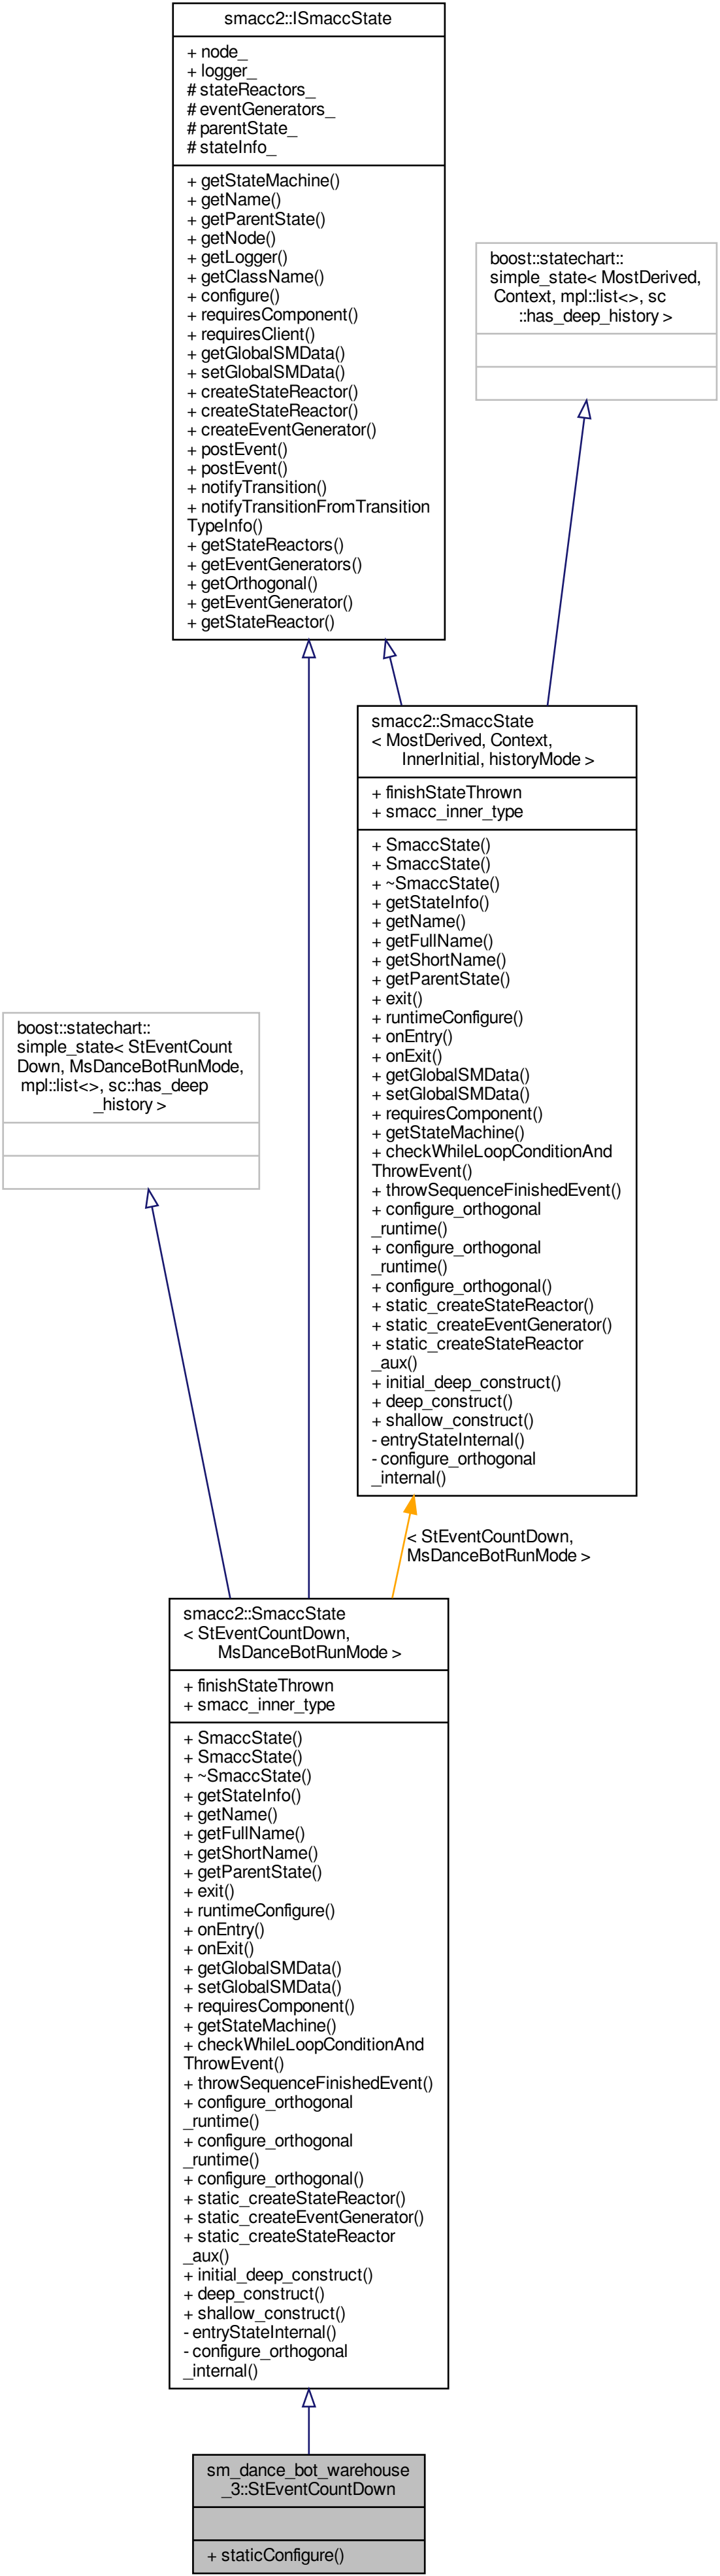 smacc2::ISmaccState
+ node_
+ logger_
# stateReactors_
# eventGenerators_
# parentState_
# stateInfo_
+ getStateMachine()
+ getName()
+ getParentState()
+ getNode()
+ getLogger()
+ getClassName()
+ configure()
+ requiresComponent()
+ requiresClient()
+ getGlobalSMData()
+ setGlobalSMData()
+ createStateReactor()
+ createStateReactor()
+ createEventGenerator()
+ postEvent()
+ postEvent()
+ notifyTransition()
+ notifyTransitionFromTransition
TypeInfo()
+ getStateReactors()
+ getEventGenerators()
+ getOrthogonal()
+ getEventGenerator()
+ getStateReactor()
boost::statechart::
simple_state< MostDerived,
Context, mpl::list<>, sc
::has_deep_history >
smacc2::SmaccState
< MostDerived, Context,
InnerInitial, historyMode >
+ finishStateThrown
+ smacc_inner_type
+ SmaccState()
+ SmaccState()
+ ~SmaccState()
+ getStateInfo()
+ getName()
+ getFullName()
+ getShortName()
+ getParentState()
+ exit()
+ runtimeConfigure()
+ onEntry()
+ onExit()
+ getGlobalSMData()
+ setGlobalSMData()
+ requiresComponent()
+ getStateMachine()
+ checkWhileLoopConditionAnd
ThrowEvent()
+ throwSequenceFinishedEvent()
+ configure_orthogonal
_runtime()
+ configure_orthogonal
_runtime()
+ configure_orthogonal()
+ static_createStateReactor()
+ static_createEventGenerator()
+ static_createStateReactor
_aux()
+ initial_deep_construct()
+ deep_construct()
+ shallow_construct()
- entryStateInternal()
- configure_orthogonal
_internal()
boost::statechart::
simple_state< StEventCount
Down, MsDanceBotRunMode,
mpl::list<>, sc::has_deep
_history >
< StEventCountDown,
MsDanceBotRunMode >
smacc2::SmaccState
< StEventCountDown,
MsDanceBotRunMode >
+ finishStateThrown
+ smacc_inner_type
+ SmaccState()
+ SmaccState()
+ ~SmaccState()
+ getStateInfo()
+ getName()
+ getFullName()
+ getShortName()
+ getParentState()
+ exit()
+ runtimeConfigure()
+ onEntry()
+ onExit()
+ getGlobalSMData()
+ setGlobalSMData()
+ requiresComponent()
+ getStateMachine()
+ checkWhileLoopConditionAnd
ThrowEvent()
+ throwSequenceFinishedEvent()
+ configure_orthogonal
_runtime()
+ configure_orthogonal
_runtime()
+ configure_orthogonal()
+ static_createStateReactor()
+ static_createEventGenerator()
+ static_createStateReactor
_aux()
+ initial_deep_construct()
+ deep_construct()
+ shallow_construct()
- entryStateInternal()
- configure_orthogonal
_internal()
sm_dance_bot_warehouse
_3::StEventCountDown
+ staticConfigure()